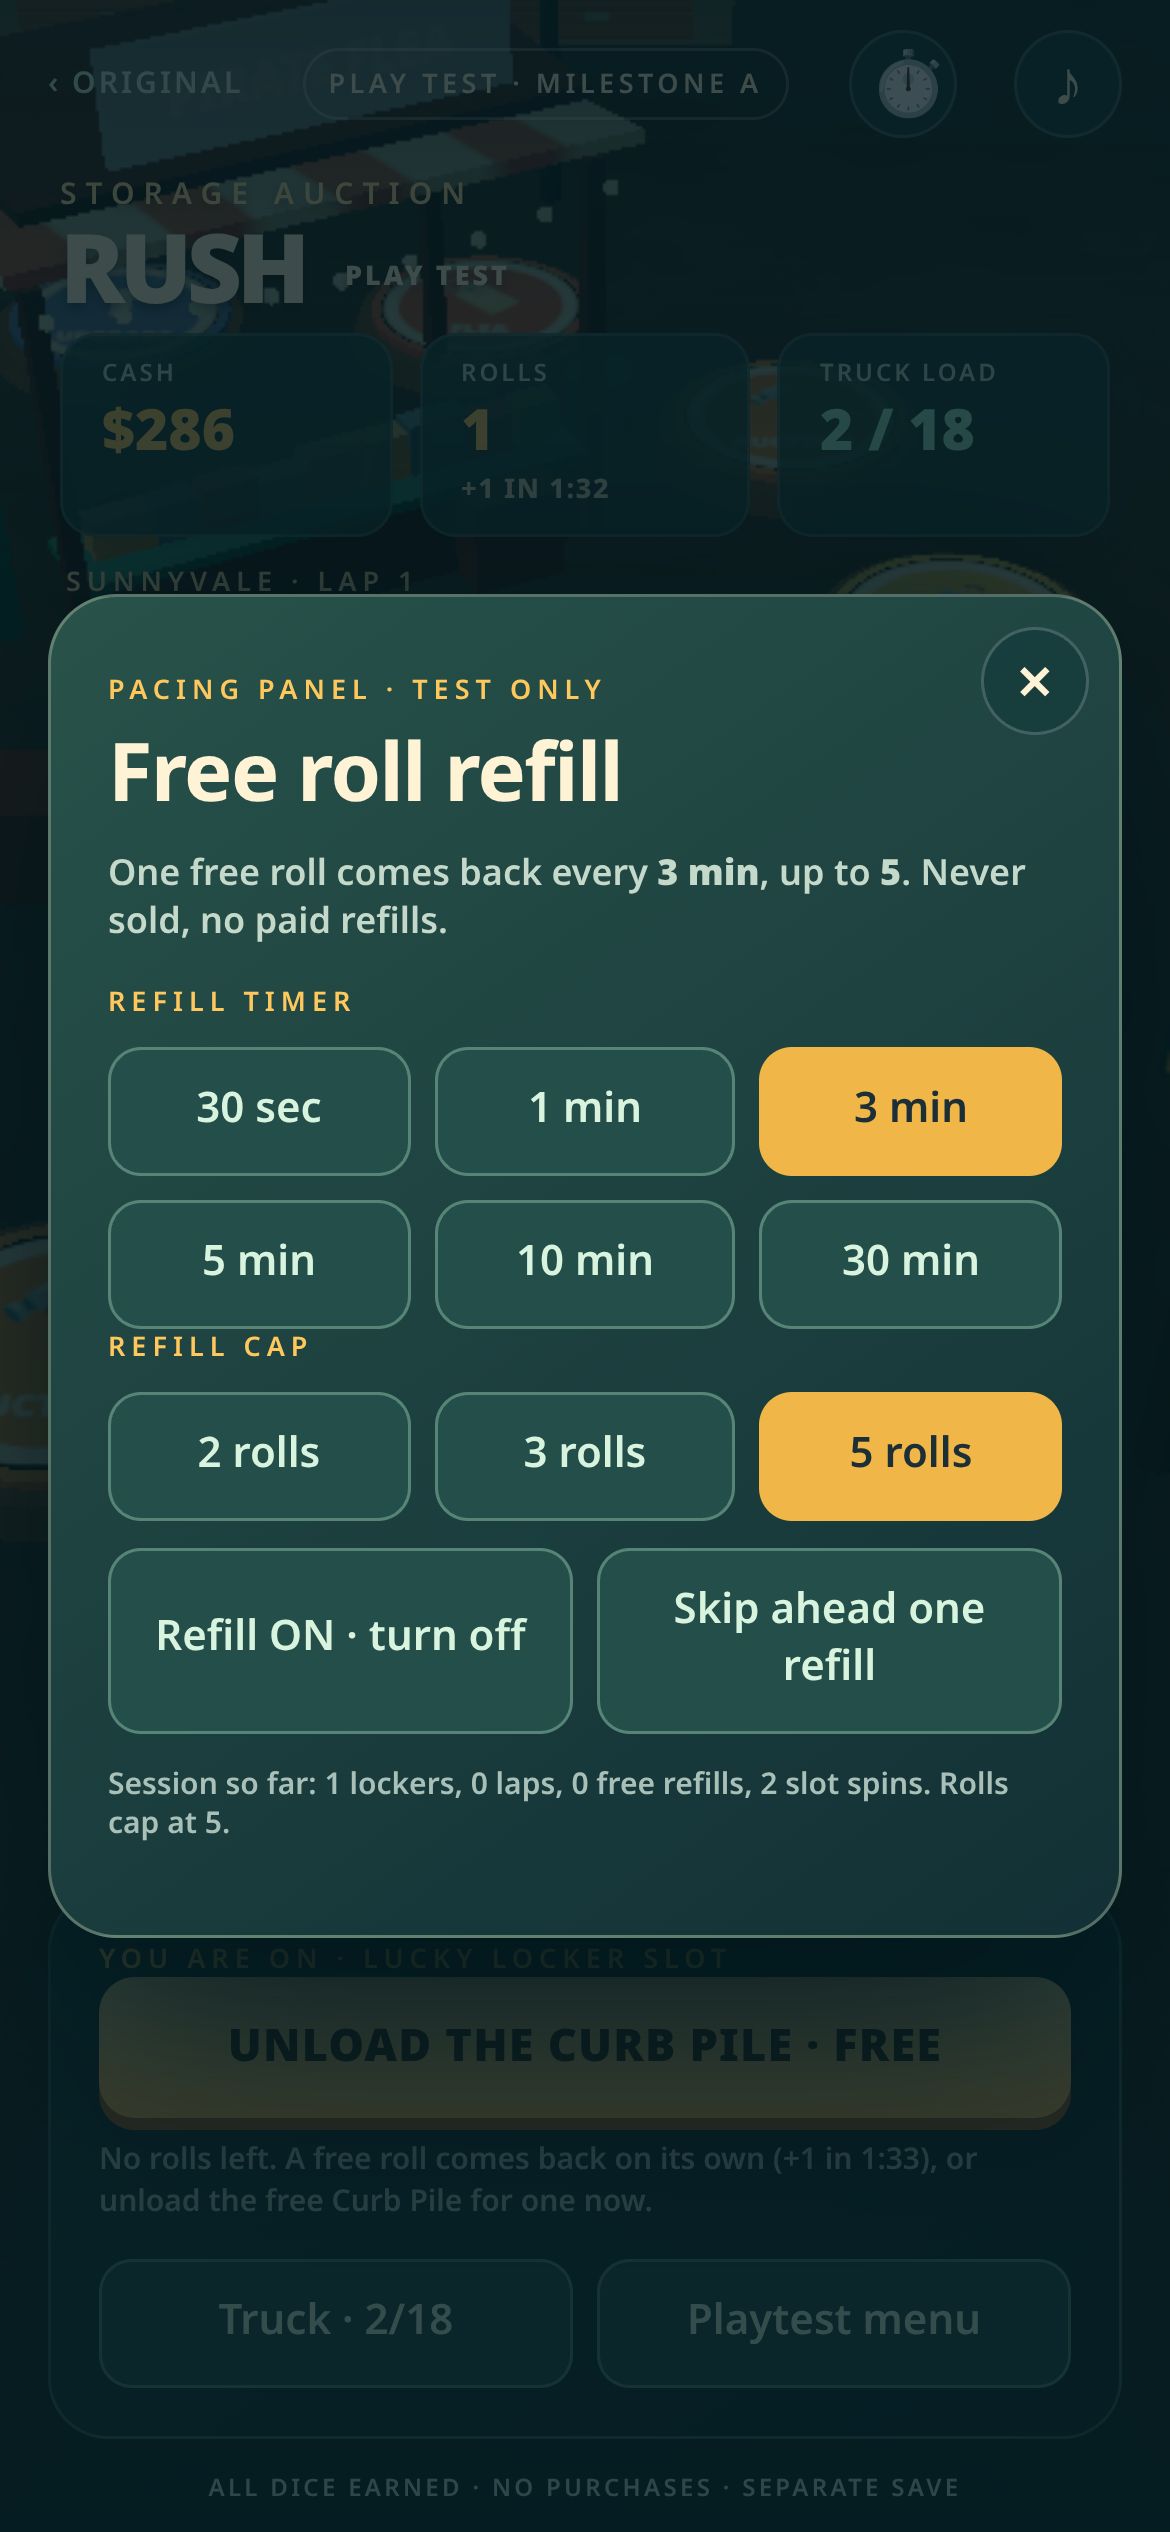 ‹ ORIGINAL
PLAY TEST · MILESTONE A
♪
STORAGE AUCTION
RUSH
PLAY TEST
CASH
ROLLS
TRUCK LOAD
$286
1
2 / 18
+1 IN 1:32
SUNNYVALE · LAP 1
PACING PANEL · TEST ONLY
✕
Free roll refill
One free roll comes back every 3 min, up to 5. Never
sold, no paid refills.
REFILL TIMER
30 sec
1 min
3 min
5 min
10 min
30 min
REFILL CAP
2 rolls
3 rolls
5 rolls
Refill ON · turn off
Skip ahead one
refill
Session so far: 1 lockers, 0 laps, 0 free refills, 2 slot spins. Rolls
cap at 5.
YOU ARE ON · LUCKY LOCKER SLOT
UNLOAD THE CURB PILE · FREE
No rolls left. A free roll comes back on its own (+1 in 1:33), or
unload the free Curb Pile for one now.
Truck · 2/18
Playtest menu
ALL DICE EARNED · NO PURCHASES · SEPARATE SAVE